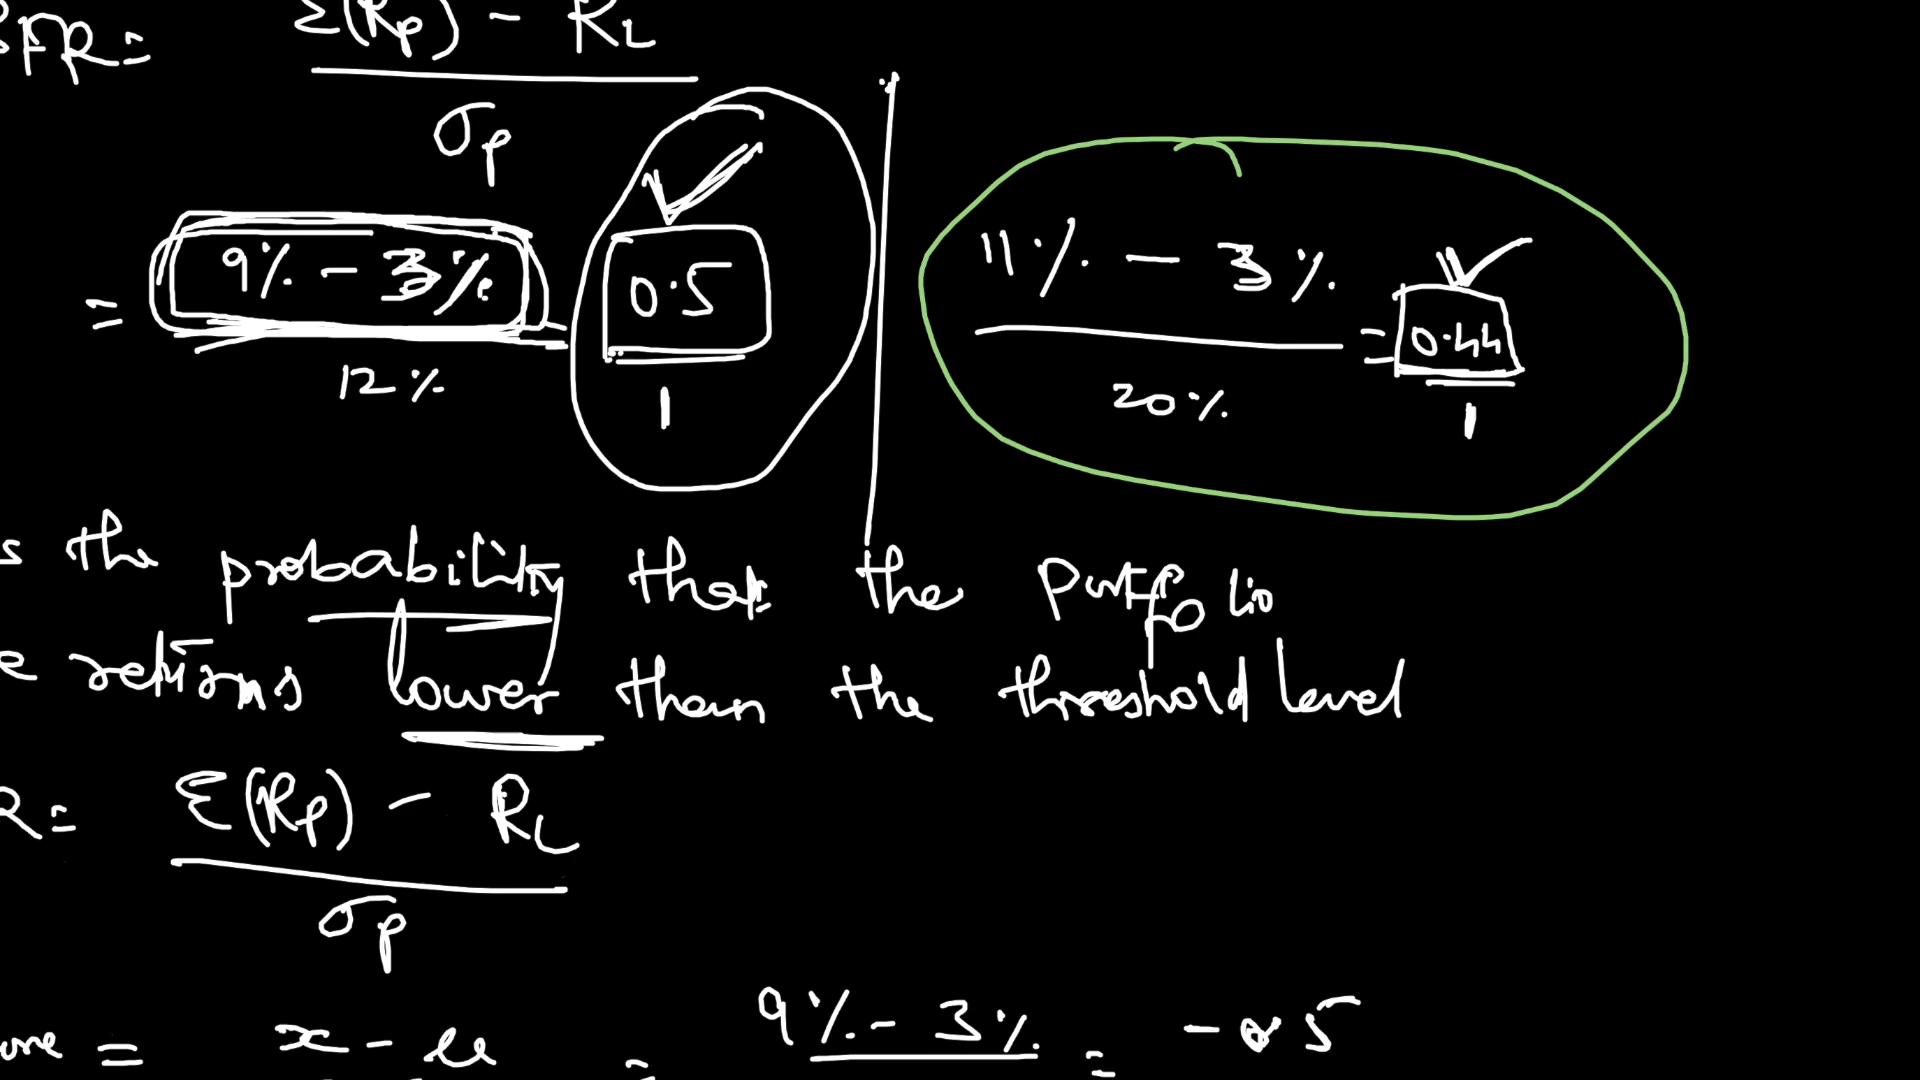 SFR = E(Rp) - RL
σp
= 9% - 3% 0.5 11% - 3% = 0.44
12% 1 20% 1
s the probability that the portfolio
e returns lower than the threshold level
R = E(Rp) - RL
σp
ore = x - u = 9% - 3% = -0.5